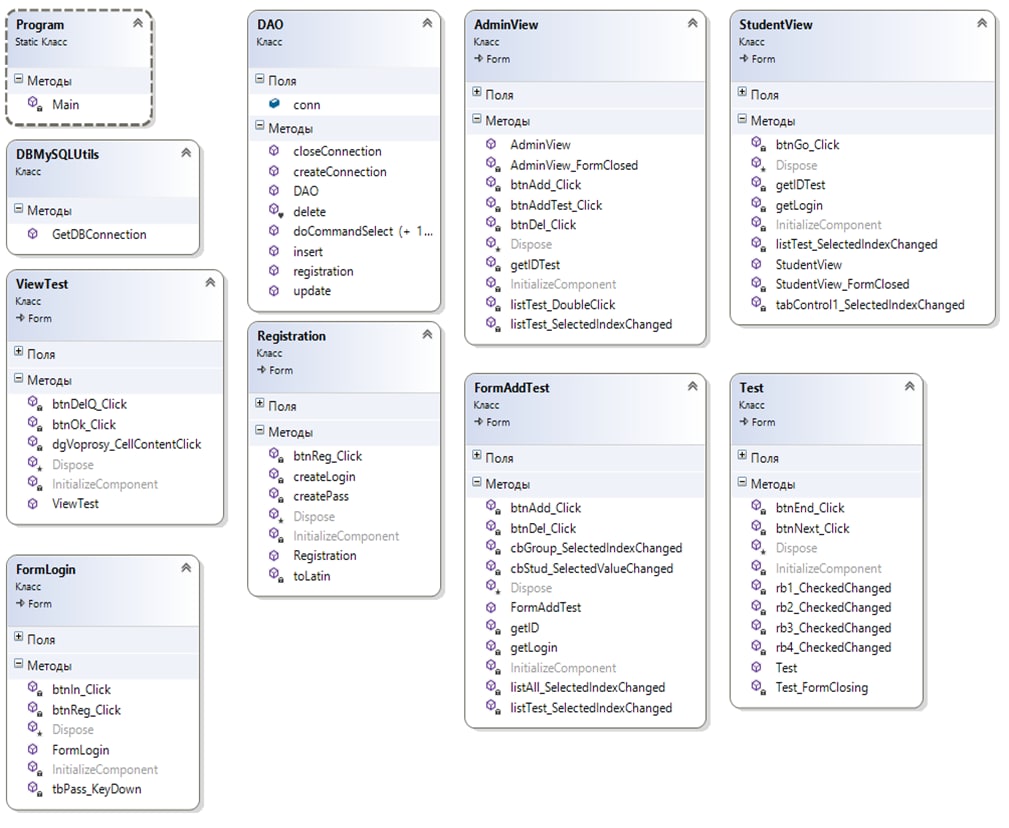 Program
Static Класс
Методы
Main
DBMySQLUtils
Класс
Методы
GetDBConnection
ViewTest
Класс
Form
Поля
Методы
btnDelQ_Click
btnOk_Click
dgVoprosy_CellContentClick
Dispose
InitializeComponent
ViewTest
FormLogin
Класс
Form
Поля
Методы
btnIn_Click
btnReg_Click
Dispose
FormLogin
InitializeComponent
tbPass_KeyDown
DAO
Класс
Поля
conn
Методы
closeConnection
createConnection
DAO
delete
doCommandSelect (+ 1...
insert
registration
update
Registration
Класс
Form
Поля
Методы
btnReg_Click
createLogin
createPass
Dispose
InitializeComponent
Registration
toLatin
AdminView
Класс
Form
Поля
Методы
AdminView
AdminView_FormClosed
btnAdd_Click
btnAddTest_Click
btnDel_Click
Dispose
getIDTest
InitializeComponent
listTest_DoubleClick
listTest_SelectedIndexChanged
FormAddTest
Класс
Form
Поля
Методы
btnAdd_Click
btnDel_Click
cbGroup_SelectedIndexChanged
cbStud_SelectedValueChanged
Dispose
FormAddTest
getID
getLogin
InitializeComponent
listAll_SelectedIndexChanged
listTest_SelectedIndexChanged
StudentView
Класс
Form
Поля
Методы
btnGo_Click
Dispose
getIDTest
getLogin
InitializeComponent
listTest_SelectedIndexChanged
StudentView
StudentView_FormClosed
tabControl1_SelectedIndexChanged
Test
Класс
Form
Поля
Методы
btnEnd_Click
btnNext_Click
Dispose
InitializeComponent
rb1_CheckedChanged
rb2_CheckedChanged
rb3_CheckedChanged
rb4_CheckedChanged
Test
Test_FormClosing